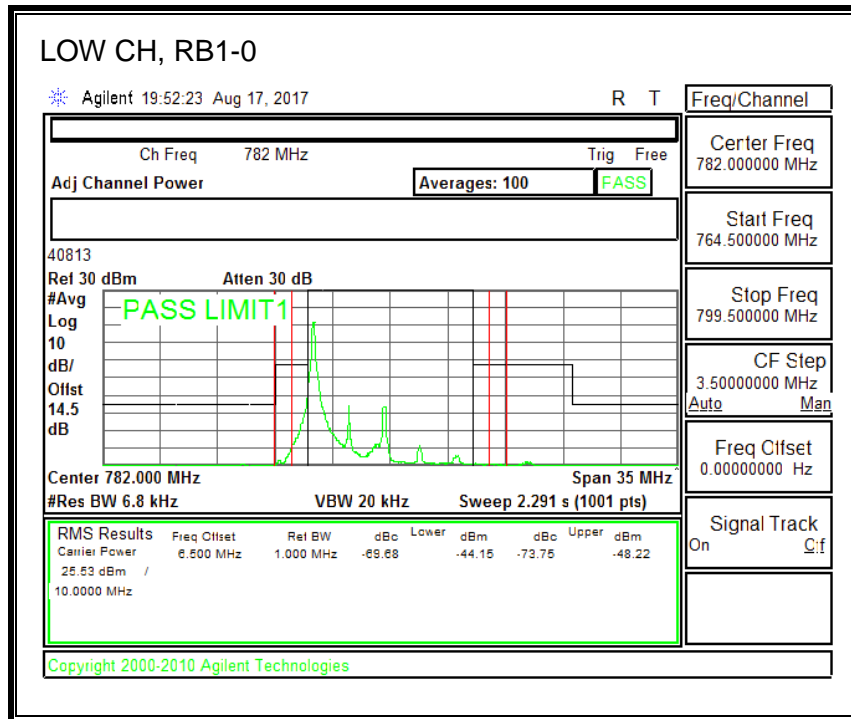 LOW CH, RB1-0
Agilent 19:52:23 Aug 17, 2017 R T
Freq/Channel
Ch Freq 782 MHz Trig Free
Adj Channel Power Averages: 100 PASS
40813
Ref 30 dBm Atten 30 dB
#Avg
Log
10
dB/
Offst
14.5
dB
PASS LIMIT1
Center 782.000 MHz Span 35 MHz
#Res BW 6.8 kHz VBW 20 kHz Sweep 2.291 s (1001 pts)
RMS Results Freq Offset Ref BW dBc Lower dBm dBc Upper dBm
Carrier Power 6.500 MHz 1.000 MHz -69.68 -44.15 -73.75 -48.22
25.53 dBm /
10.0000 MHz
Center Freq
782.000000 MHz
Start Freq
764.500000 MHz
Stop Freq
799.500000 MHz
CF Step
3.50000000 MHz
Auto Man
Freq Offset
0.00000000 Hz
Signal Track
On Off
Copyright 2000-2010 Agilent Technologies